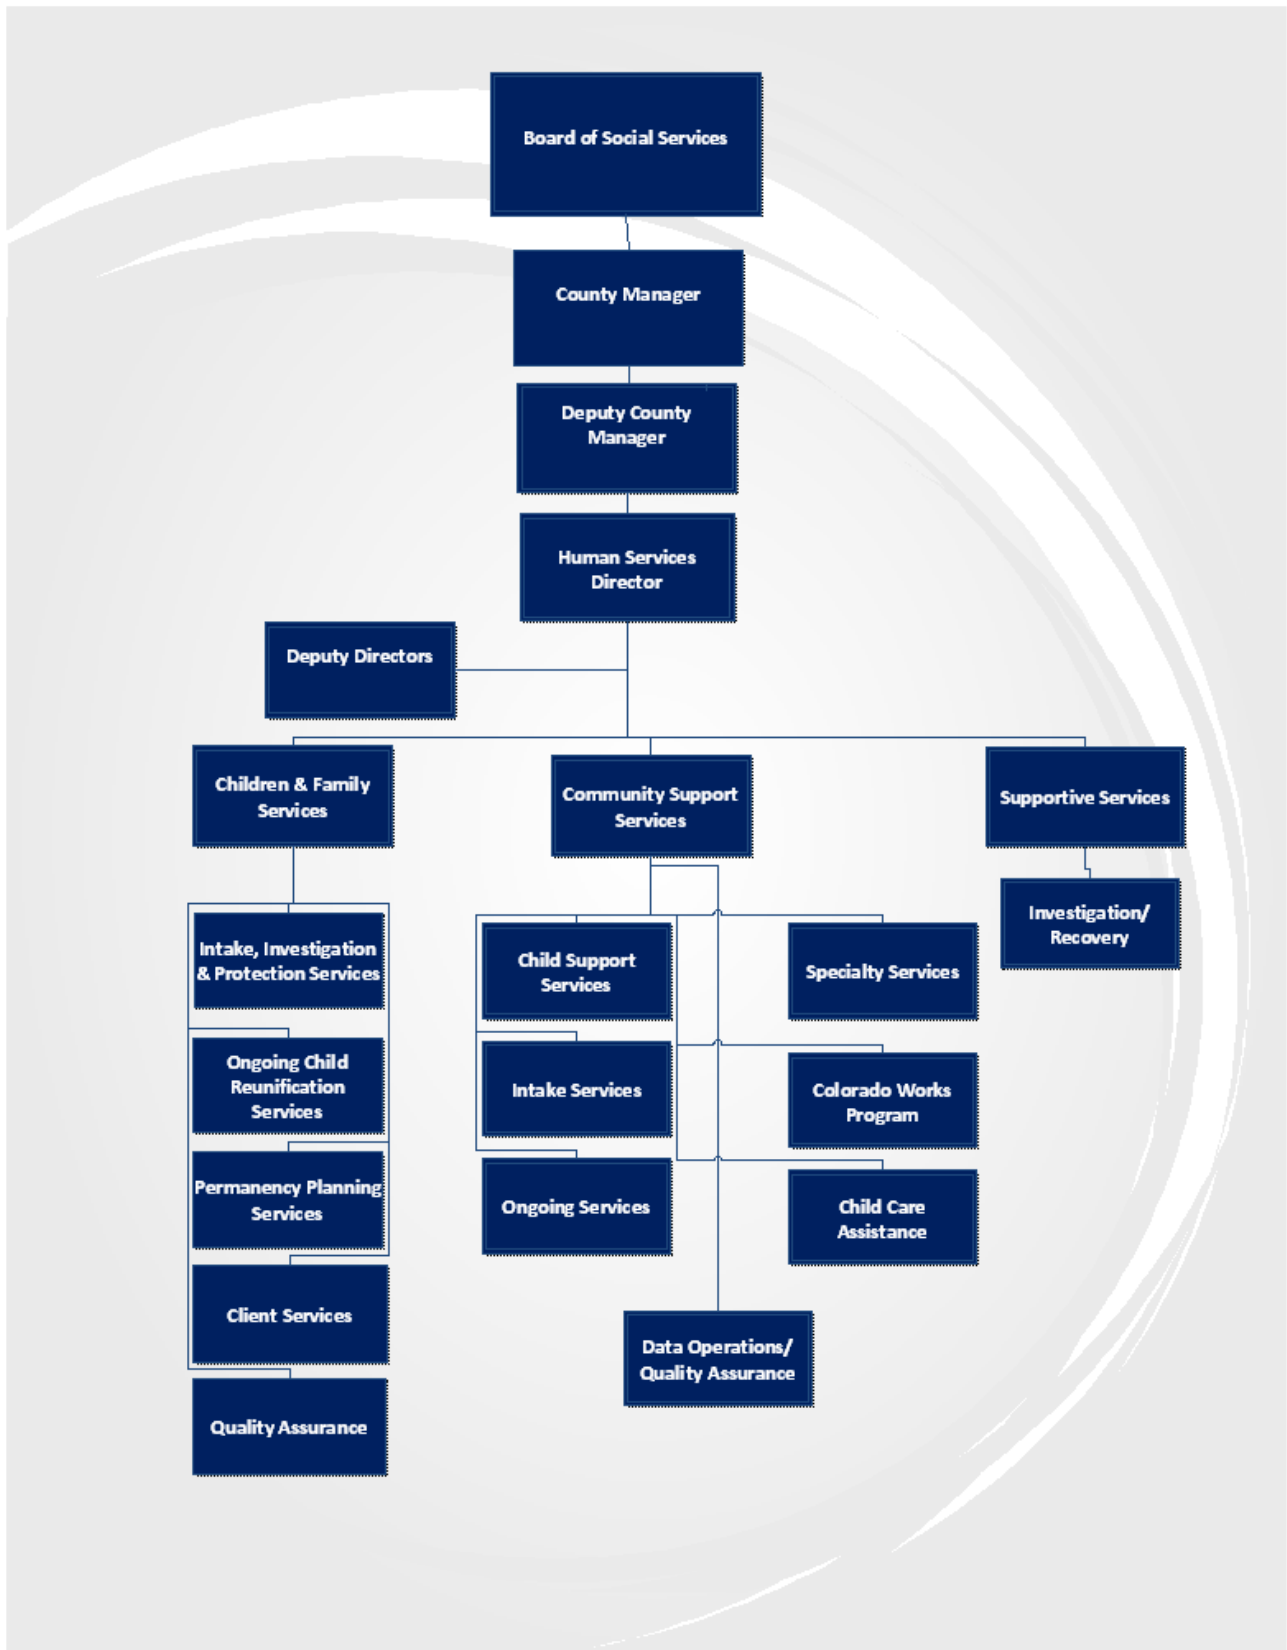 Board of Social Services
County Manager
Deputy County
Manager
Human Services
Director
Deputy Directors
Children & Family
Services
Community Support
Services
Supportive Services
Intake, Investigation
& Protection Services
Ongoing Child
Reunification
Services
Permanency Planning
Services
Client Services
Quality Assurance
Child Support
Services
Intake Services
Ongoing Services
Specialty Services
Colorado Works
Program
Child Care
Assistance
Data Operations/
Quality Assurance
Investigation/
Recovery